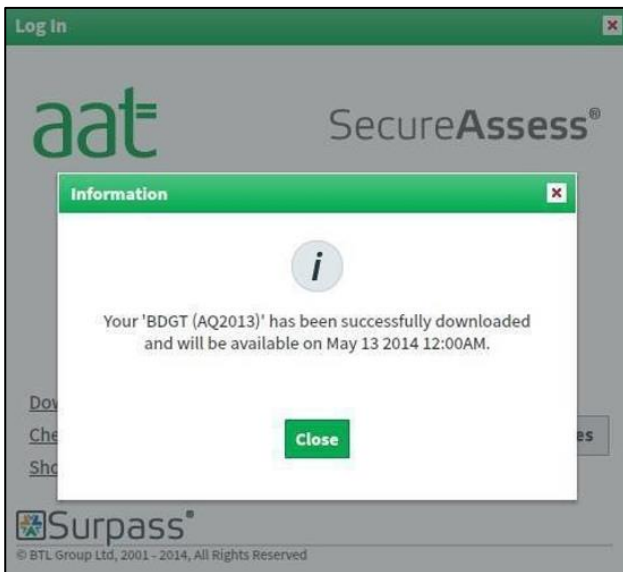 Log In
aat
SecureAssess®
Information
i
Your 'BDGT (AQ2013)' has been successfully downloaded
and will be available on May 13 2014 12:00AM.
Close
Surpass®
© BTL Group Ltd, 2001 - 2014, All Rights Reserved